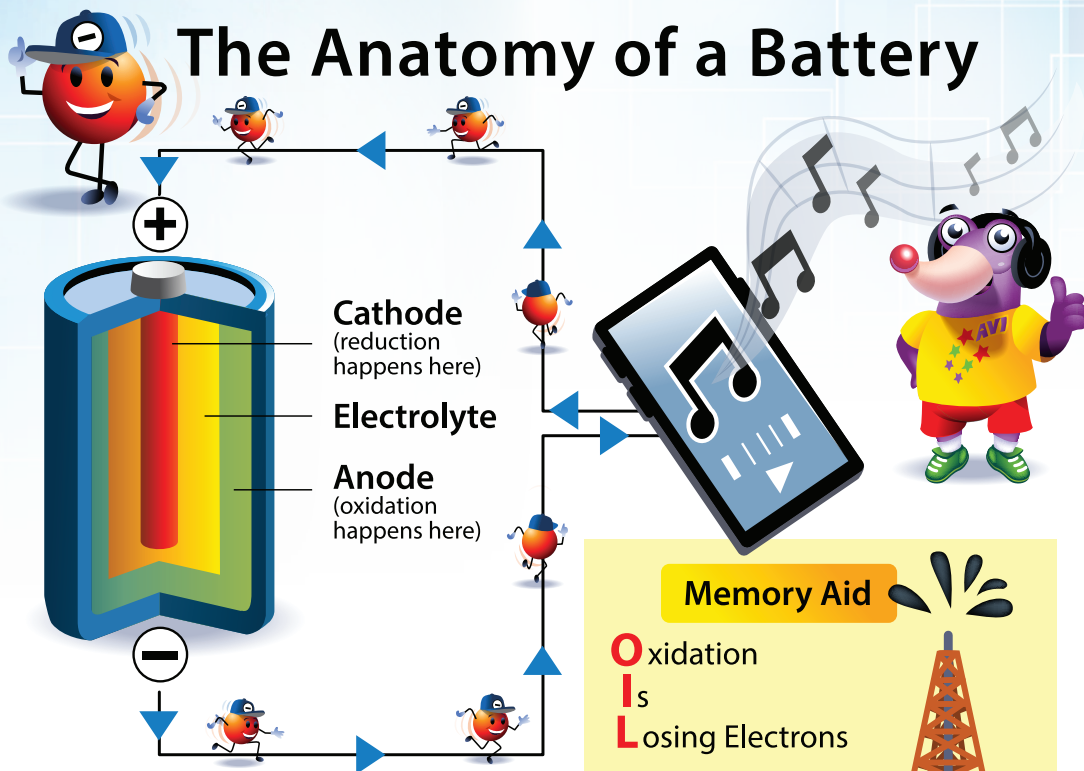 The Anatomy of a Battery
+
Cathode
(reduction
happens here)
Electrolyte
Anode
(oxidation
happens here)
−
AVI
Memory Aid
Oxidation
Is
Losing Electrons